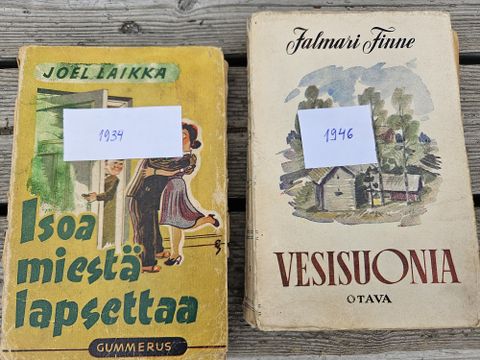 JOEL LAIKKA
1934
Isoa
miestä
lapsettaa
GUMMERUS
Jalmari Finne
1946
VESISUONIA
OTAVA